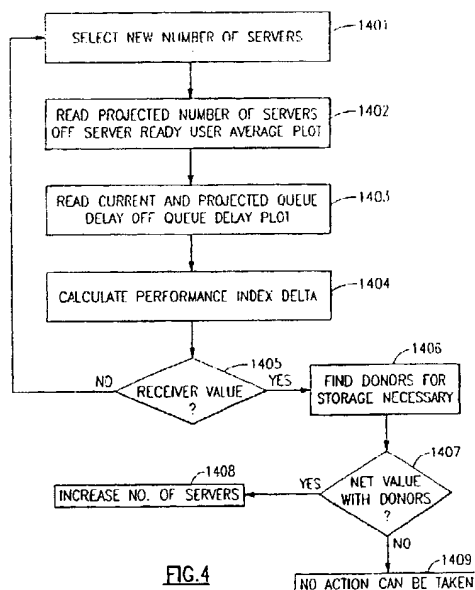 SELECT NEW NUMBER OF SERVERS
1401
READ PROJECTED NUMBER OF SERVERS
OFF SERVER READY USER AVERAGE PLOT
1402
READ CURRENT AND PROJECTED QUEUE
DELAY OFF QUEUE DELAY PLOT
1403
CALCULATE PERFORMANCE INDEX DELTA
1404
1405
NO
RECEIVER VALUE
?
YES
1406
FIND DONORS FOR
STORAGE NECESSARY
1407
NET VALUE
WITH DONORS
?
YES
1408
INCREASE NO. OF SERVERS
NO
1409
NO ACTION CAN BE TAKEN
FIG.4